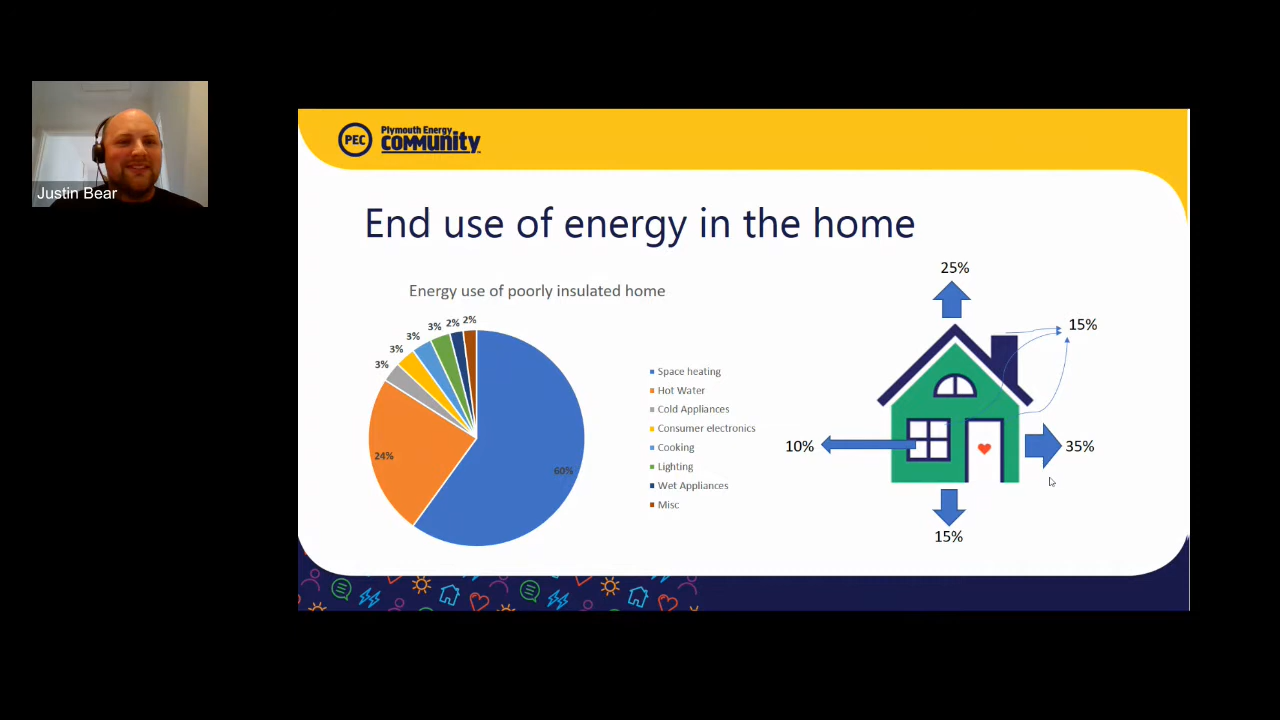 Justin Bear
PEC
Plymouth Energy
COMMUNITY
End use of energy in the home
Energy use of poorly insulated home
3%
3%
3%
3%
2%
2%
24%
60%
Space heating
Hot Water
Cold Appliances
Consumer electronics
Cooking
Lighting
Wet Appliances
Misc
25%
15%
10%
35%
15%